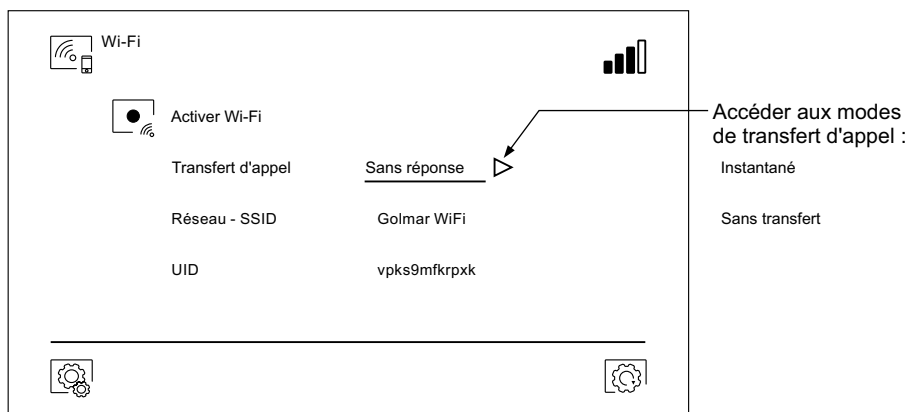 Wi-Fi
Activer Wi-Fi
Accéder aux modes
de transfert d'appel :
Transfert d'appel Sans réponse Instantané
Réseau - SSID Golmar WiFi Sans transfert
UID vpks9mfkrpxk